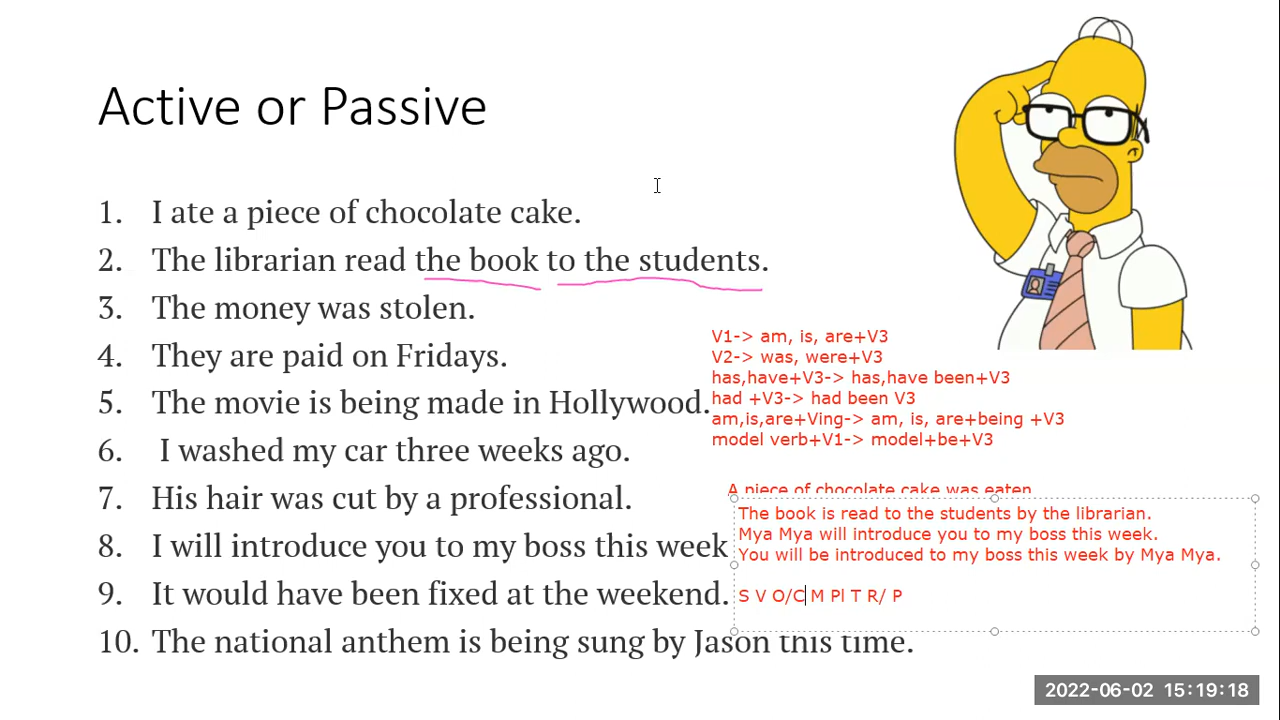 Active or Passive
1. I ate a piece of chocolate cake.
2. The librarian read the book to the students.
3. The money was stolen.
4. They are paid on Fridays.
5. The movie is being made in Hollywood.
6. I washed my car three weeks ago.
7. His hair was cut by a professional.
8. I will introduce you to my boss this week
9. It would have been fixed at the weekend.
10. The national anthem is being sung by Jason this time.
V1-> am, is, are+V3
V2-> was, were+V3
has,have+V3-> has,have been+V3
had +V3-> had been V3
am,is,are+Ving-> am, is, are+being +V3
model verb+V1-> model+be+V3
A piece of chocolate cake was eaten
The book is read to the students by the librarian.
Mya Mya will introduce you to my boss this week.
You will be introduced to my boss this week by Mya Mya.
S V O/C M Pl T R/ P
2022-06-02 15:19:18